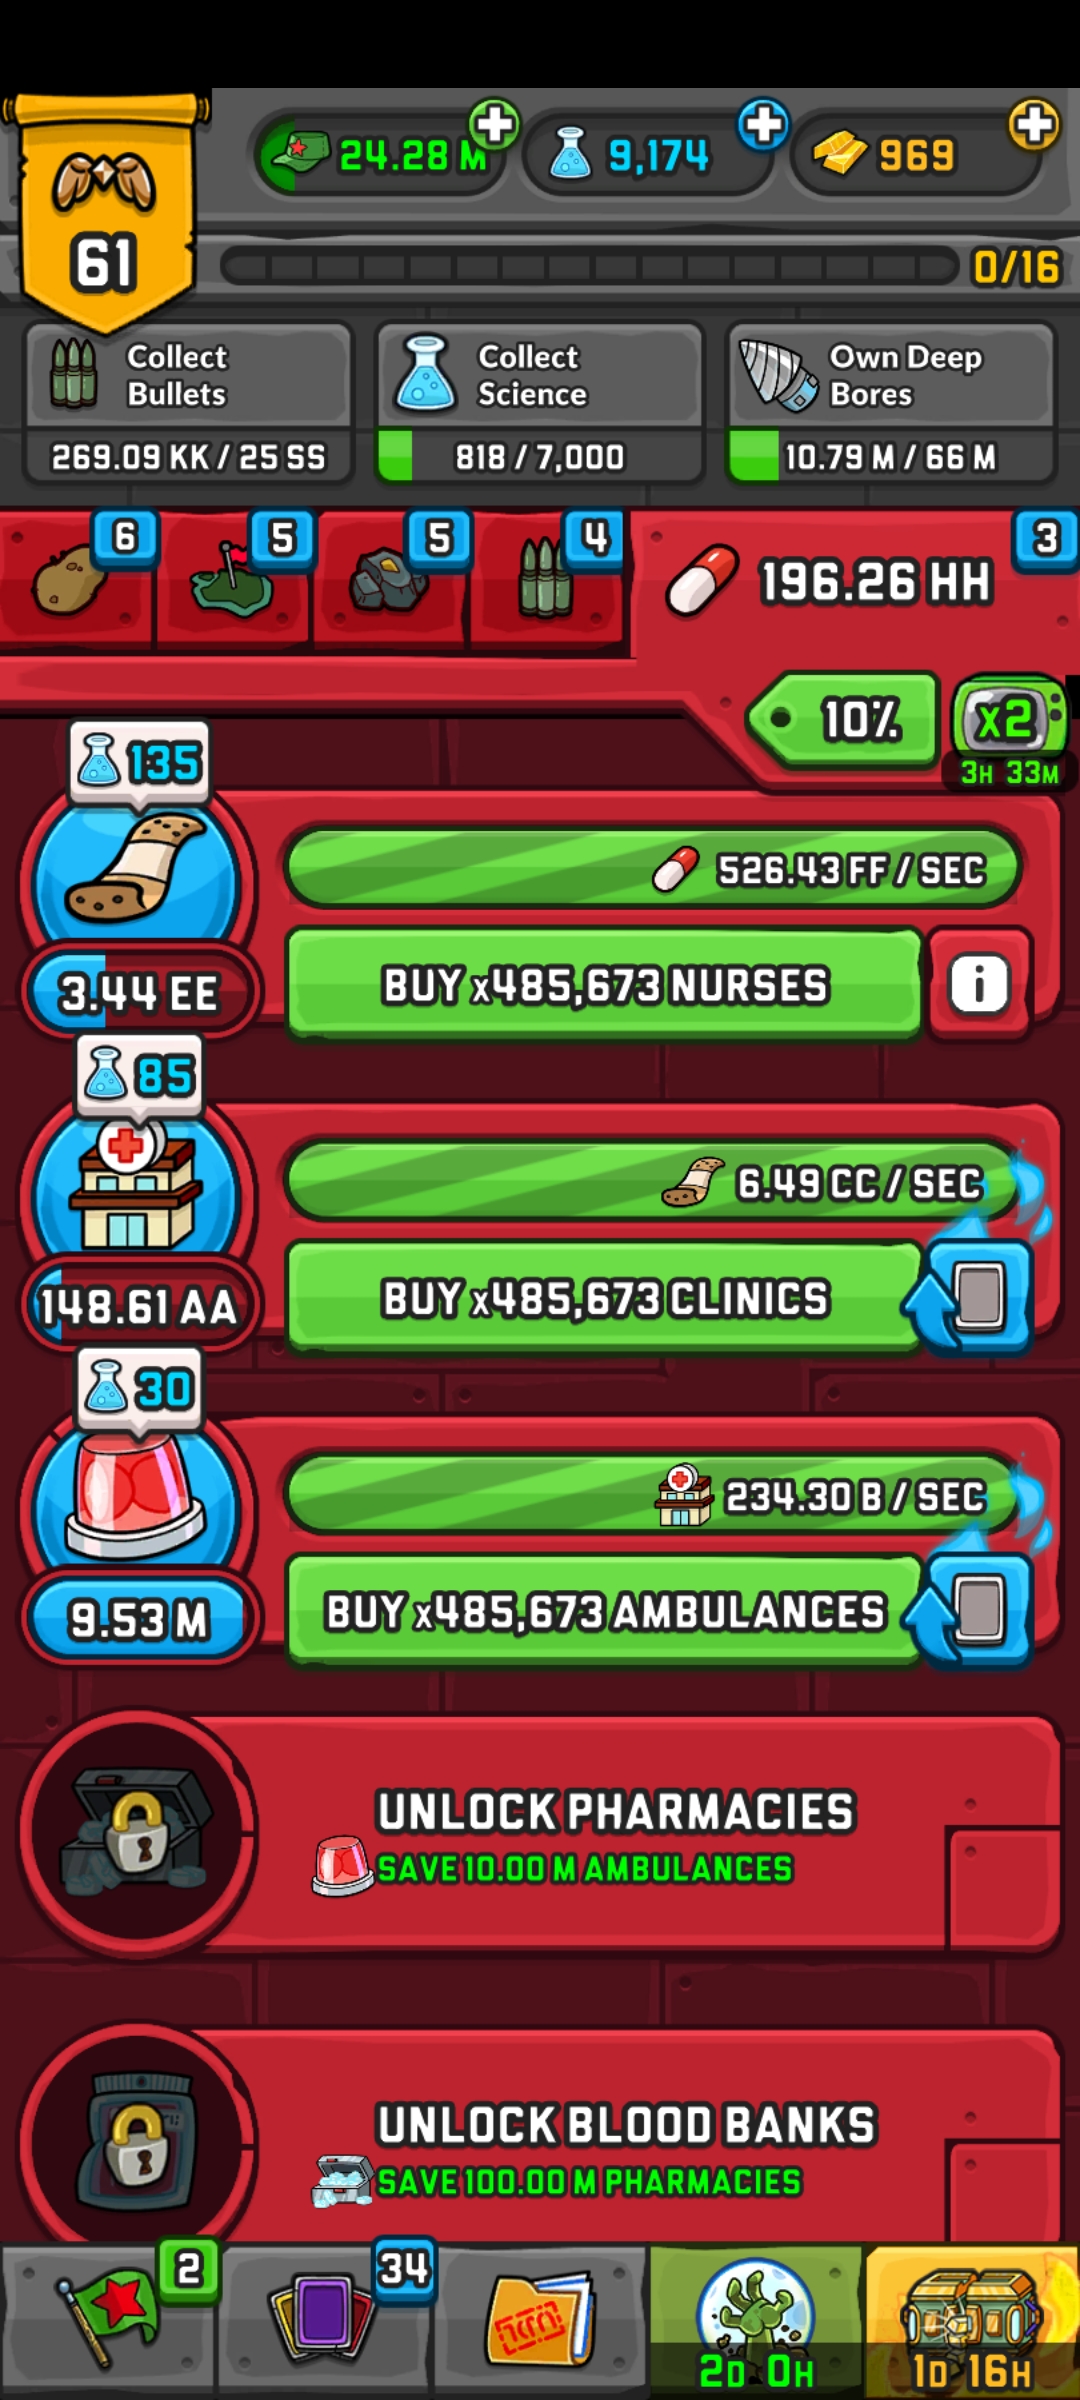 24.28 M
9,174
969
61
0/16
Collect Bullets
269.09 KK / 25 SS
Collect Science
818 / 7,000
Own Deep Bores
10.79 M / 66 M
6
5
5
4
3
196.26 HH
10%
x2
3H 33M
135
526.43 FF / SEC
3.44 EE
BUY x485,673 NURSES
i
85
6.49 CC / SEC
148.61 AA
BUY x485,673 CLINICS
30
234.30 B / SEC
9.53 M
BUY x485,673 AMBULANCES
UNLOCK PHARMACIES
SAVE 10.00 M AMBULANCES
UNLOCK BLOOD BANKS
SAVE 100.00 M PHARMACIES
2
34
2D 0H
1D 16H